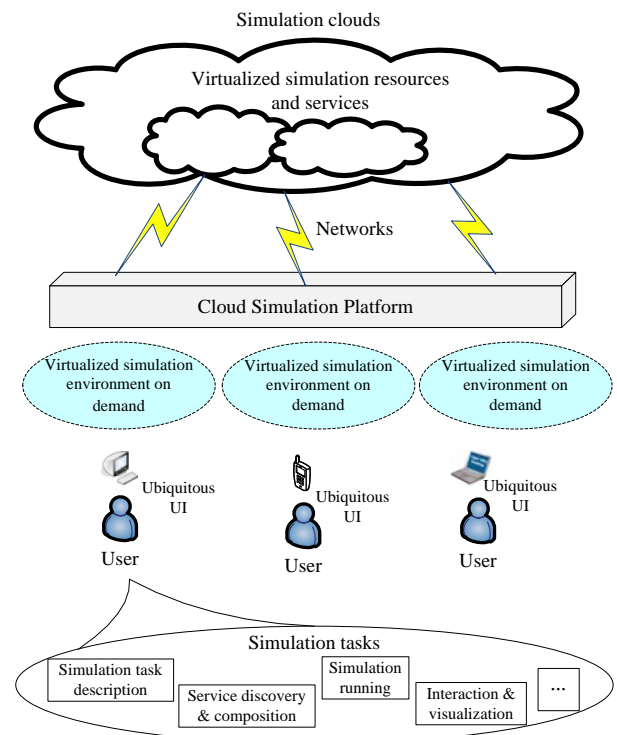 Simulation clouds
Virtualized simulation resources
and services
Networks
Cloud Simulation Platform
Virtualized simulation
environment on
demand
Virtualized simulation
environment on
demand
Virtualized simulation
environment on
demand
Ubiquitous
UI
User
Ubiquitous
UI
User
Ubiquitous
UI
User
Simulation tasks
Simulation task
description
Service discovery
& composition
Simulation
running
Interaction &
visualization
...